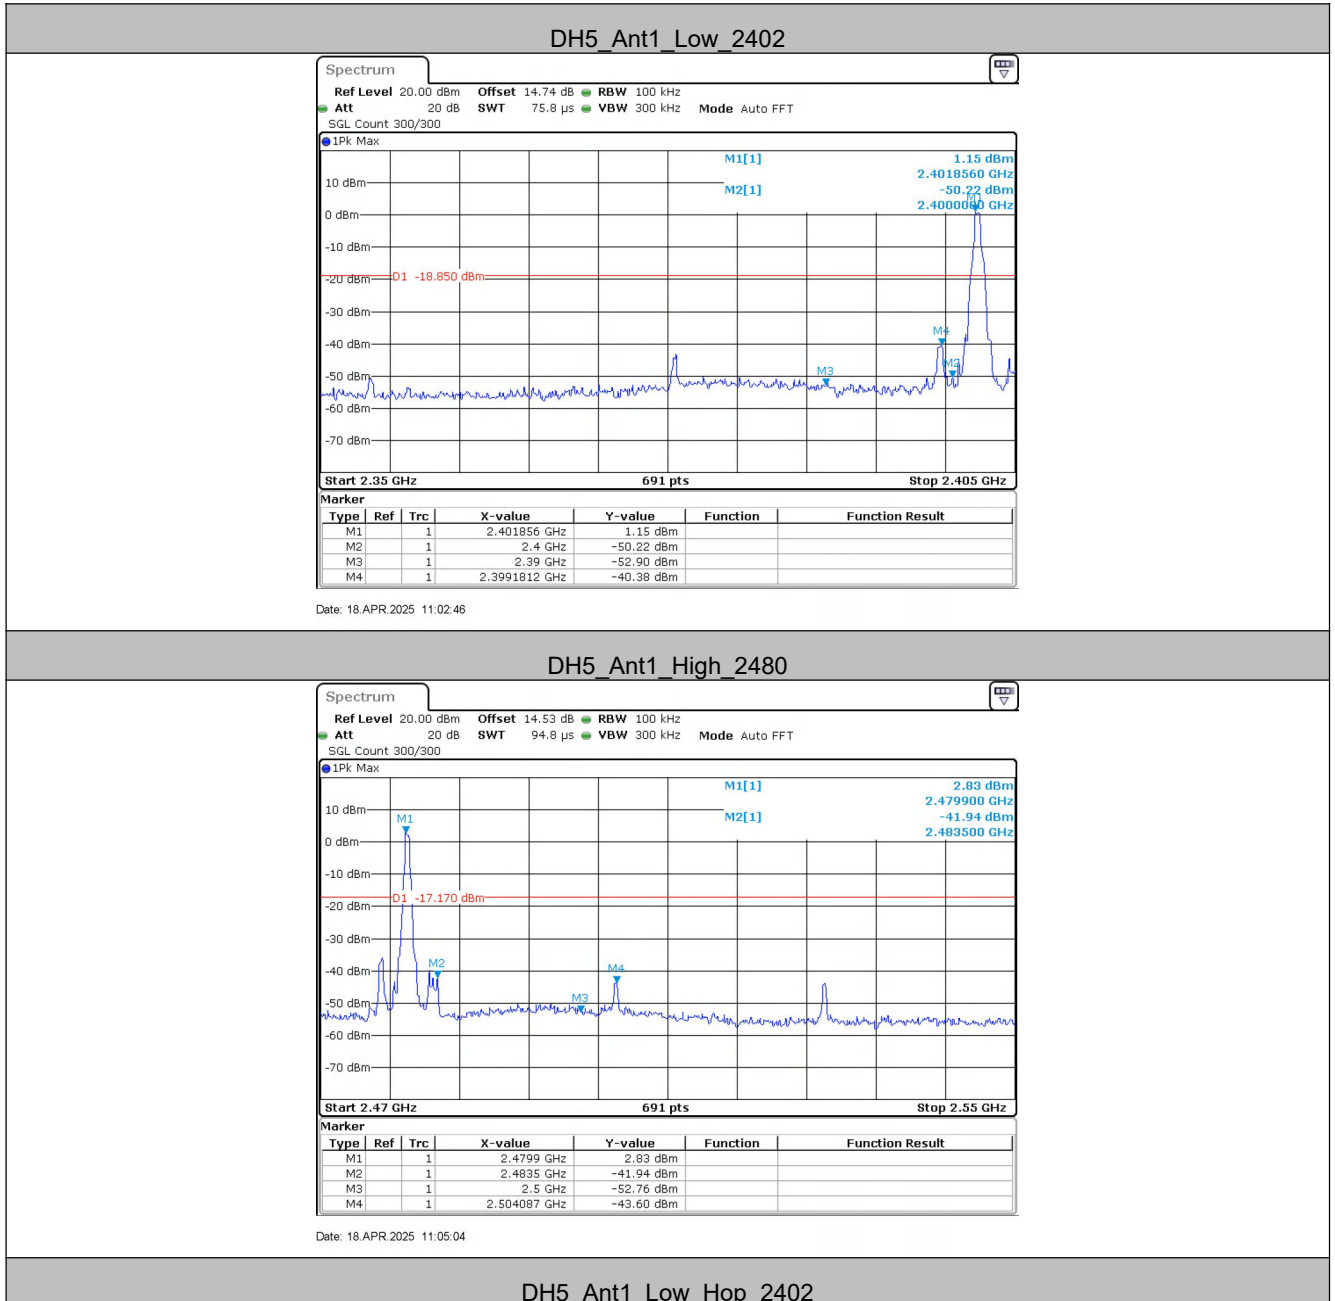 DH5_Ant1_Low_2402
Spectrum
Ref Level 20.00 dBm Offset 14.74 dB RBW 100 kHz
Att 20 dB SWT 75.8 µs VBW 300 kHz Mode Auto FFT
SGL Count 300/300
1Pk Max
M1[1] 1.15 dBm
2.4018560 GHz
M2[1] -50.22 dBm
2.4000000 GHz
M1
10 dBm
0 dBm
-10 dBm
D1 -18.850 dBm
-20 dBm
-30 dBm
M4
-40 dBm
M2
M3
-50 dBm
-60 dBm
-70 dBm
Start 2.35 GHz 691 pts Stop 2.405 GHz
Marker
Type Ref Trc X-value Y-value Function Function Result
M1 1 2.401856 GHz 1.15 dBm
M2 1 2.4 GHz -50.22 dBm
M3 1 2.39 GHz -52.90 dBm
M4 1 2.3991812 GHz -40.38 dBm
Date: 18.APR.2025 11:02:46
DH5_Ant1_High_2480
Spectrum
Ref Level 20.00 dBm Offset 14.53 dB RBW 100 kHz
Att 20 dB SWT 94.8 µs VBW 300 kHz Mode Auto FFT
SGL Count 300/300
1Pk Max
M1[1] 2.83 dBm
2.479900 GHz
M2[1] -41.94 dBm
2.483500 GHz
10 dBm
M1
0 dBm
-10 dBm
D1 -17.170 dBm
-20 dBm
-30 dBm
M2
M4
-40 dBm
M3
-50 dBm
-60 dBm
-70 dBm
Start 2.47 GHz 691 pts Stop 2.55 GHz
Marker
Type Ref Trc X-value Y-value Function Function Result
M1 1 2.4799 GHz 2.83 dBm
M2 1 2.4835 GHz -41.94 dBm
M3 1 2.5 GHz -52.76 dBm
M4 1 2.504087 GHz -43.60 dBm
Date: 18.APR.2025 11:05:04
DH5_Ant1_Low_Hop_2402